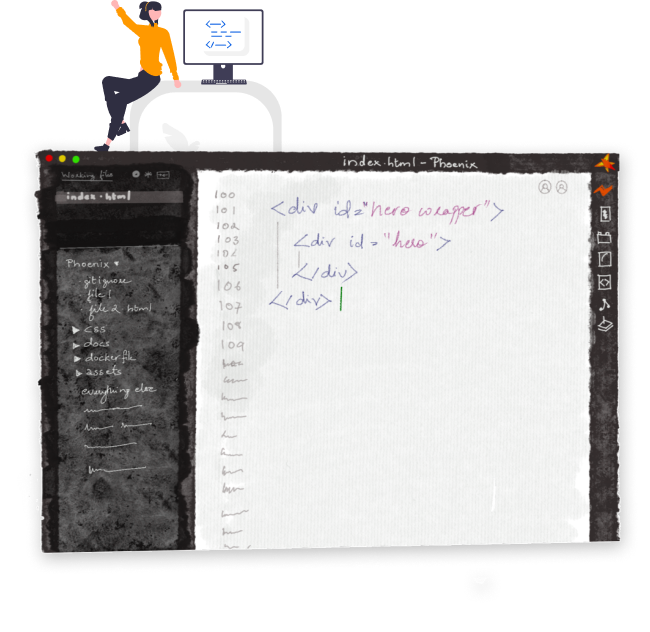 index.html - Phoenix
Working files
index.html
Phoenix
gitignore
file 1
file 2 html
css
docs
dockerfile
assets
everything else
100
101 <div id="hero wrapper">
102
103 <div id="hero">
104
105 </div>
106
107 </div>
108
109